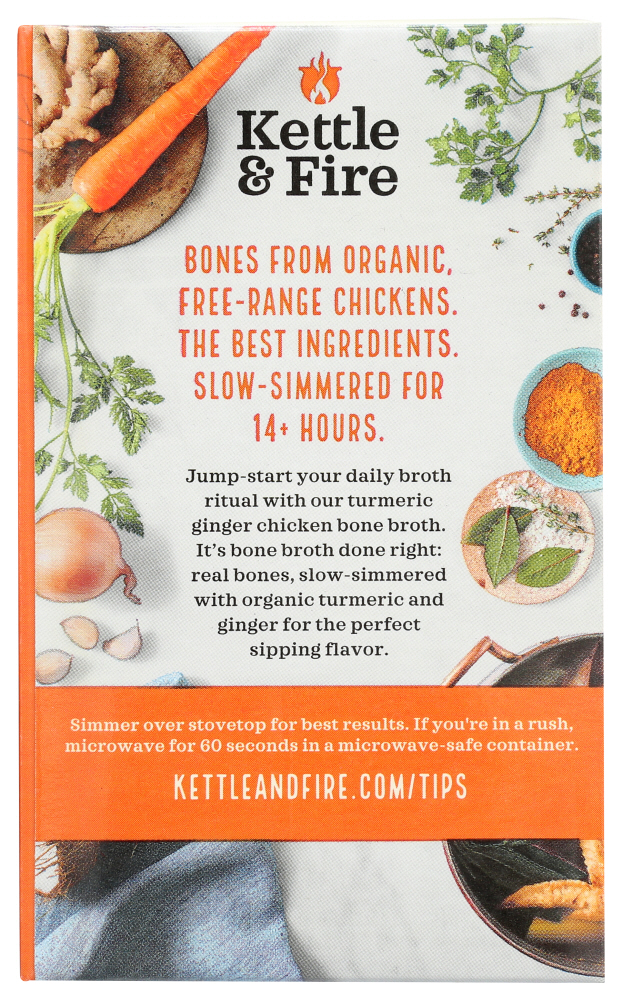 Kettle
& Fire
BONES FROM ORGANIC,
FREE-RANGE CHICKENS.
THE BEST INGREDIENTS.
SLOW-SIMMERED FOR
14+ HOURS.
Jump-start your daily broth
ritual with our turmeric
ginger chicken bone broth.
It's bone broth done right:
real bones, slow-simmered
with organic turmeric and
ginger for the perfect
sipping flavor.
Simmer over stovetop for best results. If you're in a rush,
microwave for 60 seconds in a microwave-safe container.
KETTLEANDFIRE.COM/TIPS